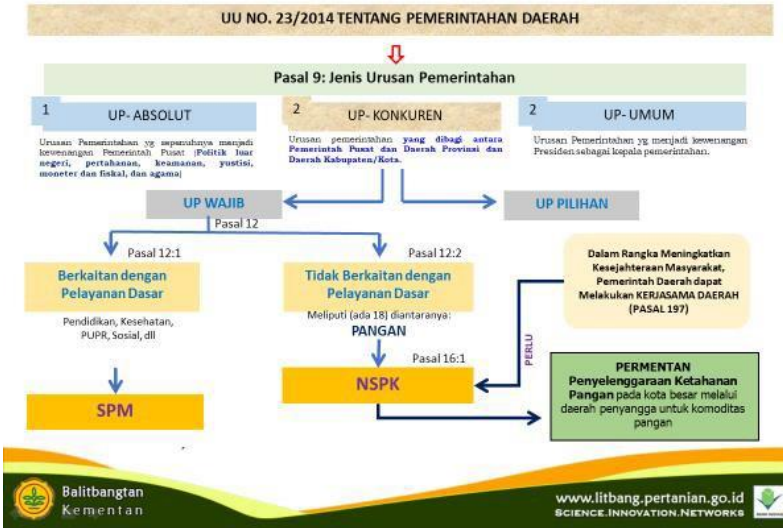 UU NO. 23/2014 TENTANG PEMERINTAHAN DAERAH
Pasal 9: Jenis Urusan Pemerintahan
1
UP- ABSOLUT
Urusan Pemerintahan yg sepenuhnya menjadi
kewenangan Pemerintah Pusat (Politik luar
negeri, pertahanan, keamanan, yustisi,
moneter dan fiskal, dan agama)
2
UP- KONKUREN
Urusan pemerintahan yang dibagi antara
Pemerintah Pusat dan Daerah Provinsi dan
Daerah Kabupaten/Kota.
2
UP- UMUM
Urusan Pemerintahan yg menjadi kewenangan
Presiden sebagai kepala pemerintahan.
UP WAJIB
UP PILIHAN
Pasal 12
Pasal 12:1
Berkaitan dengan
Pelayanan Dasar
Pendidikan, Kesehatan,
PUPR, Sosial, dll
SPM
Pasal 12:2
Tidak Berkaitan dengan
Pelayanan Dasar
Meliputi (ada 18) diantaranya:
PANGAN
Pasal 16:1
NSPK
Dalam Rangka Meningkatkan
Kesejahteraan Masyarakat,
Pemerintah Daerah dapat
Melakukan KERJASAMA DAERAH
(PASAL 197)
PERLU
PERMENTAN
Penyelenggaraan Ketahanan
Pangan pada kota besar melalui
daerah penyangga untuk komoditas
pangan
Balitbangtan
Kementan
www.litbang.pertanian.go.id
SCIENCE.INNOVATION.NETWORKS